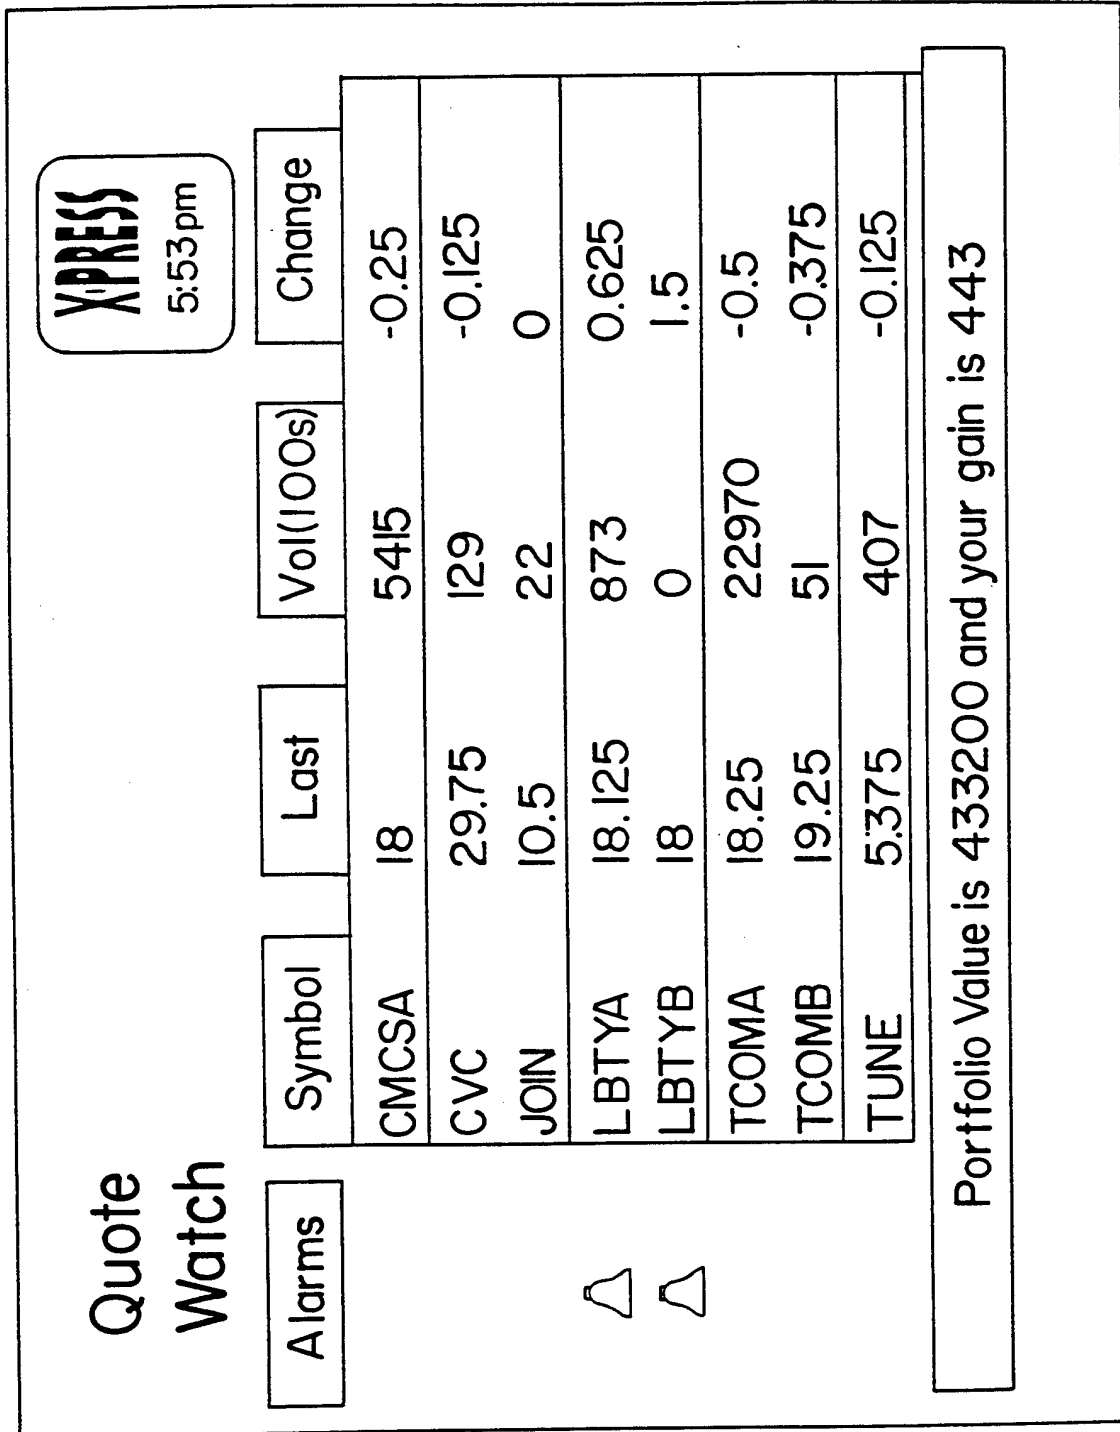 Quote
Watch
X·PRESS
5:53pm
Alarms Symbol Last Vol(100s) Change
CMCSA 18 5415 -0.25
CVC 29.75 129 -0.125
JOIN 10.5 22 0
LBTYA 18.125 873 0.625
LBTYB 18 0 1.5
TCOMA 18.25 22970 -0.5
TCOMB 19.25 51 -0.375
TUNE 5.375 407 -0.125
Portfolio Value is 433200 and your gain is 443